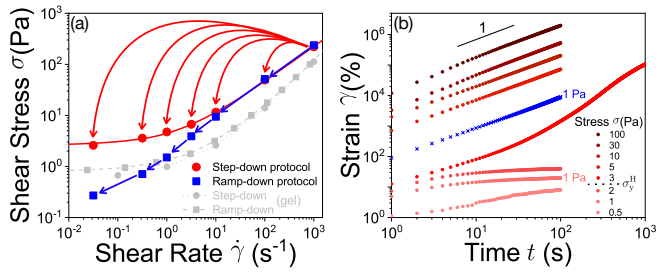 (a)
Shear Stress σ(Pa)
10³
10²
10¹
10⁰
10⁻¹
10⁻² 10⁻¹ 10⁰ 10¹ 10² 10³
Shear Rate γ̇ (s⁻¹)
Step-down protocol
Ramp-down protocol
Step-down
Ramp-down
(gel)
(b)
Strain γ(%)
10⁶
10⁴
10²
10⁰
10⁰ 10¹ 10² 10³
Time t (s)
1
1 Pa
1 Pa
Stress σ(Pa)
100
30
10
5
3
σ_y^H
2
1
0.5